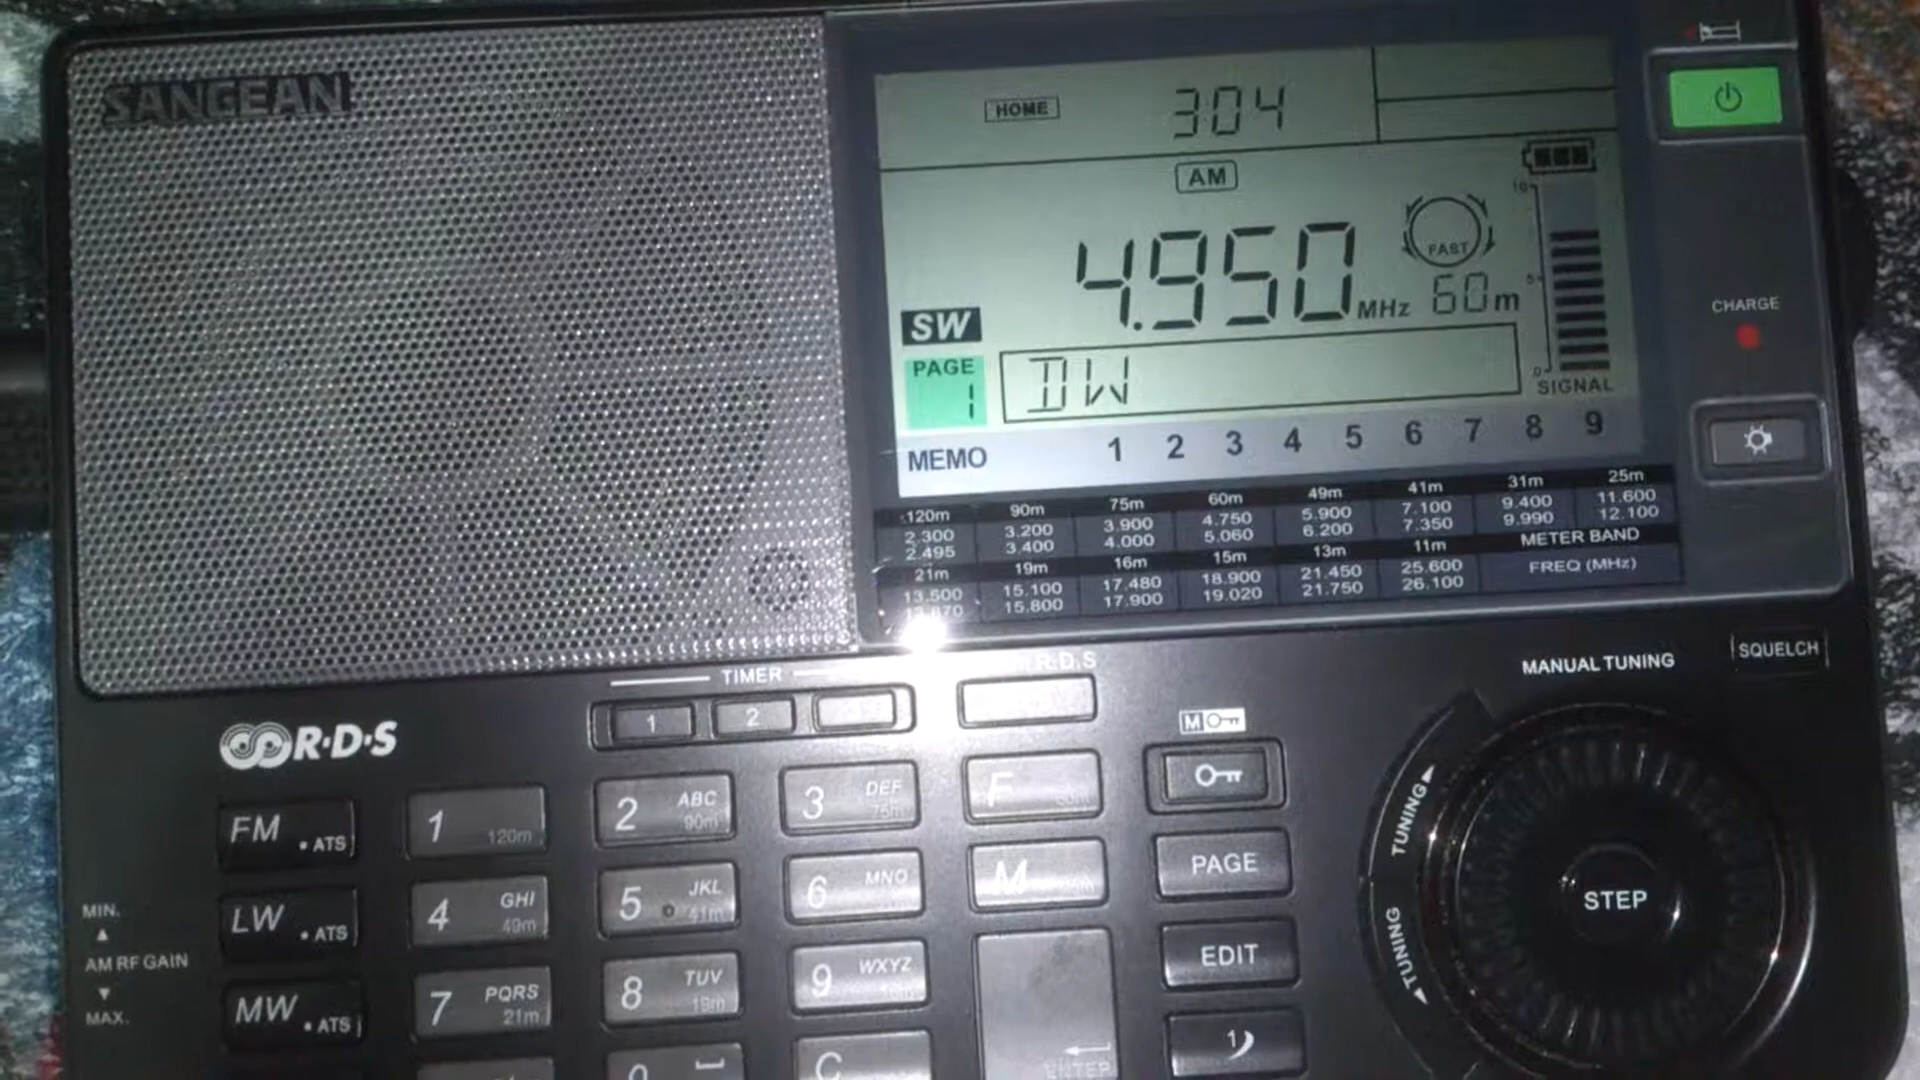 SANGEAN
HOME 304
AM
10
4.950 MHz 60m
FAST
5
SW
PAGE 1
DW
0
SIGNAL
MEMO 1 2 3 4 5 6 7 8 9
120m 90m 75m 60m 49m 41m 31m 25m
2.300 3.200 3.900 4.750 5.900 7.100 9.400 11.600
2.495 3.400 4.000 5.060 6.200 7.350 9.990 12.100
21m 19m 16m 15m 13m 11m METER BAND
13.500 15.100 17.480 18.900 21.450 25.600 FREQ (MHz)
15.800 17.900 19.020 21.750 26.100
CHARGE
TIMER
1 2
R.D.S
MANUAL TUNING
SQUELCH
R·D·S
M
FM • ATS
1 120m
2 ABC 90m
3 DEF
F
LW • ATS
4 GHI 49m
5 JKL 41m
6 MNO
M
PAGE
TUNING
STEP
TUNING
MIN.
AM RF GAIN
MAX.
MW • ATS
7 PQRS 21m
8 TUV 19m
9 WXYZ
EDIT
0
C
ENTER
1